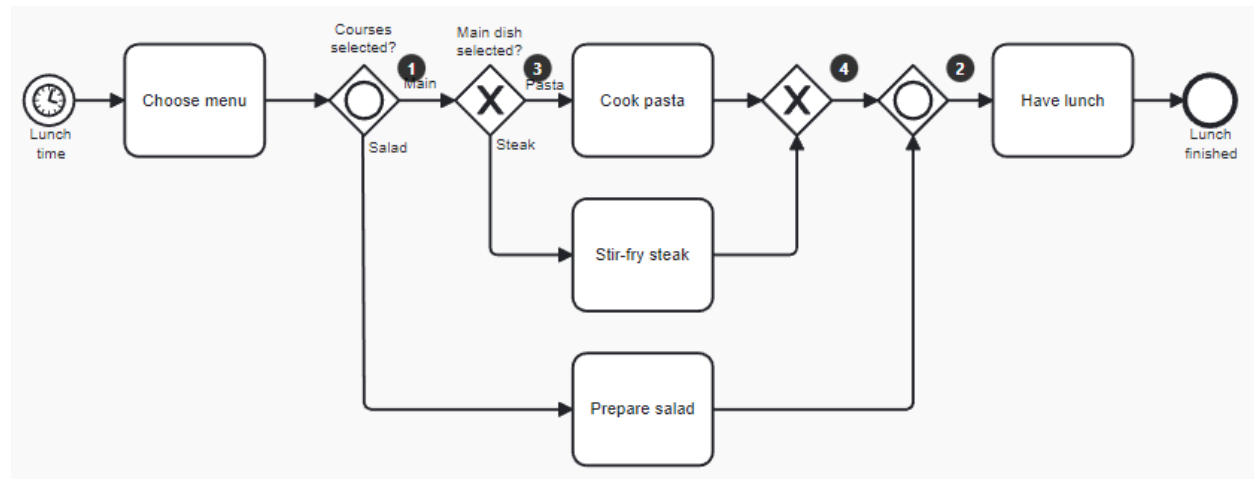 Courses
selected?
Main dish
selected?
1
3
4
2
Main
Pasta
Choose menu
Cook pasta
Have lunch
Lunch
time
Salad
Steak
Lunch
finished
Stir-fry steak
Prepare salad